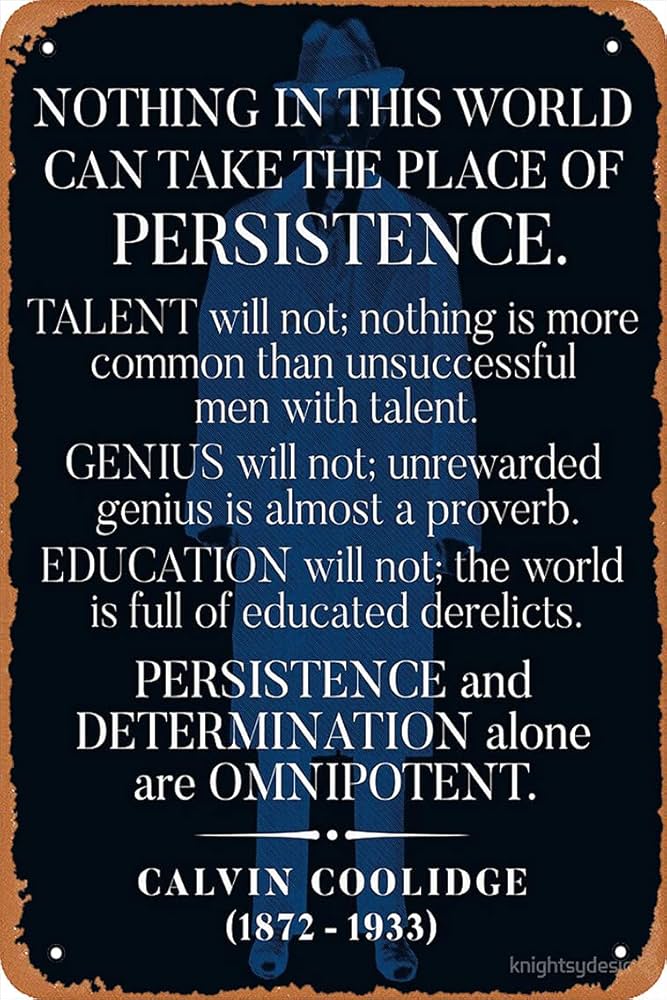 NOTHING IN THIS WORLD
CAN TAKE THE PLACE OF
PERSISTENCE.
TALENT will not; nothing is more
common than unsuccessful
men with talent.
GENIUS will not; unrewarded
genius is almost a proverb.
EDUCATION will not; the world
is full of educated derelicts.
PERSISTENCE and
DETERMINATION alone
are OMNIPOTENT.
CALVIN COOLIDGE
(1872 - 1933)